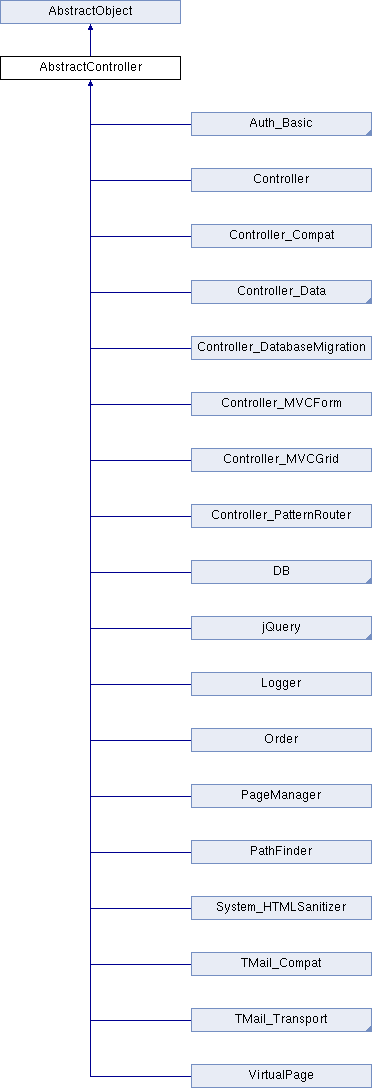 AbstractObject
AbstractController
Auth_Basic
Controller
Controller_Compat
Controller_Data
Controller_DatabaseMigration
Controller_MVCForm
Controller_MVCGrid
Controller_PatternRouter
DB
jQuery
Logger
Order
PageManager
PathFinder
System_HTMLSanitizer
TMail_Compat
TMail_Transport
VirtualPage